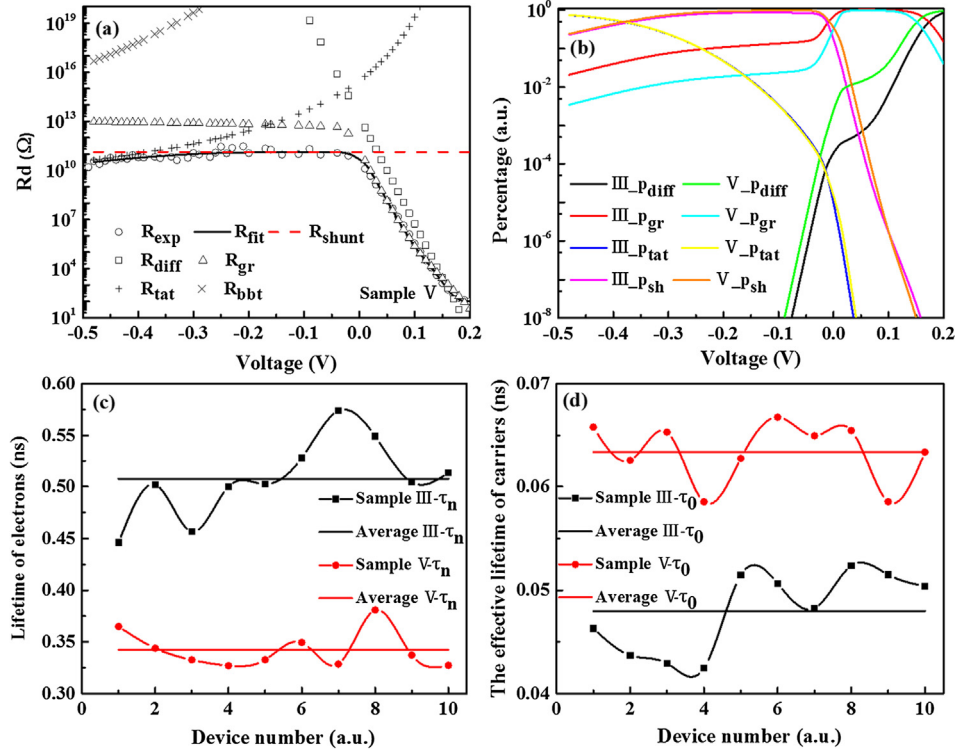 (a)
10^19
10^16
10^13
10^10
10^7
10^4
10^1
Rd (Ω)
R_exp R_fit R_shunt
R_diff R_gr
R_tat R_bbt
Sample V
-0.5 -0.4 -0.3 -0.2 -0.1 0.0 0.1 0.2
Voltage (V)
(b)
10^0
10^-2
10^-4
10^-6
10^-8
Percentage (a.u.)
III_p_diff V_p_diff
III_p_gr V_p_gr
III_p_tat V_p_tat
III_p_sh V_p_sh
-0.5 -0.4 -0.3 -0.2 -0.1 0.0 0.1 0.2
Voltage (V)
(c)
0.60
0.55
0.50
0.45
0.40
0.35
0.30
Lifetime of electrons (ns)
Sample III-τ_n
Average III-τ_n
Sample V-τ_n
Average V-τ_n
0 2 4 6 8 10
Device number (a.u.)
(d)
0.07
0.06
0.05
0.04
The effective lifetime of carriers (ns)
Sample III-τ_0
Average III-τ_0
Sample V-τ_0
Average V-τ_0
0 2 4 6 8 10
Device number (a.u.)